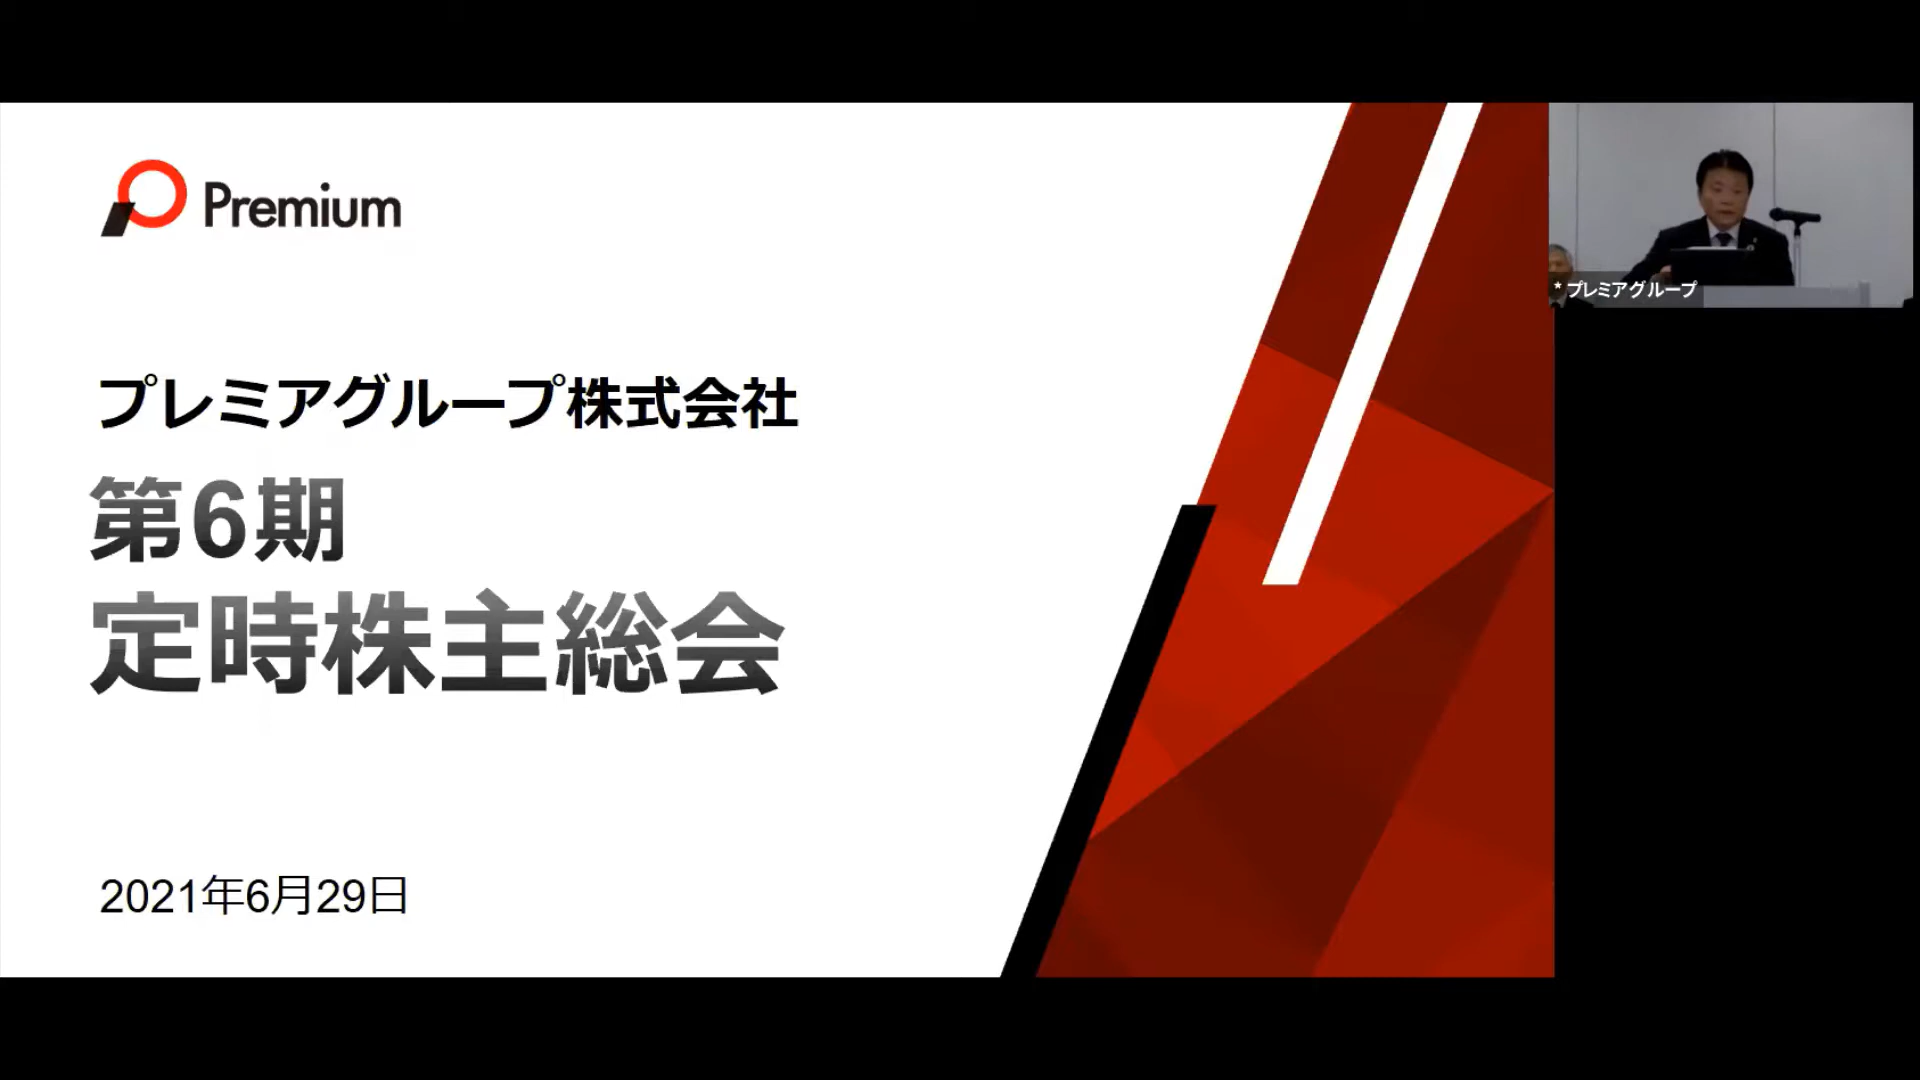 Premium
プレミアグループ株式会社
第6期
定時株主総会
2021年6月29日
* プレミアグループ